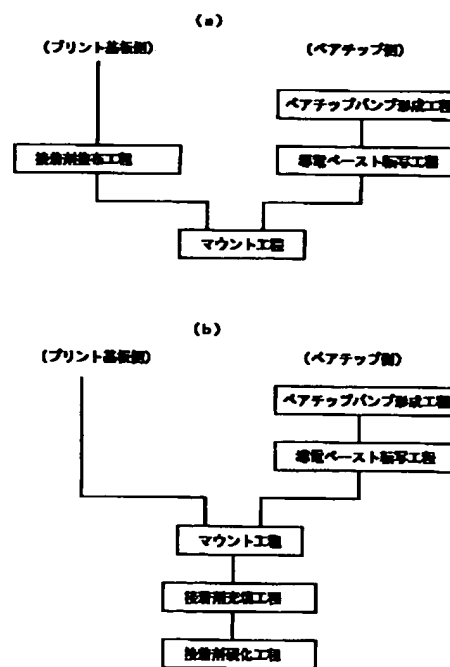 (a)
(プリント基板側)
(ベアチップ側)
ベアチップバンプ形成工程
接着剤塗布工程
導電ペースト転写工程
マウント工程
(b)
(プリント基板側)
(ベアチップ側)
ベアチップバンプ形成工程
導電ペースト転写工程
マウント工程
接着剤充填工程
接着剤硬化工程